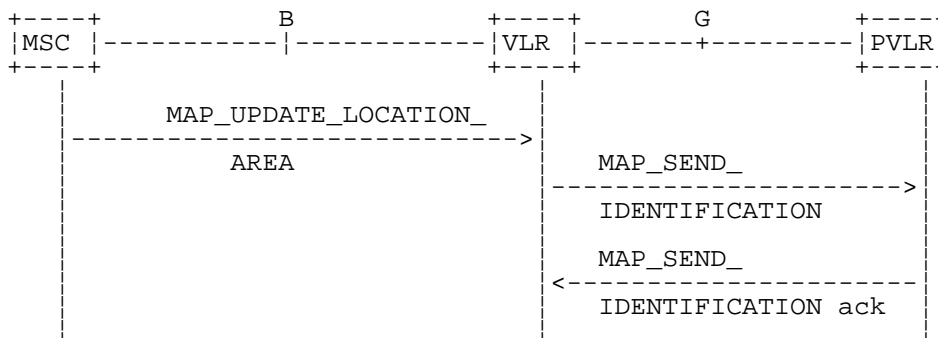 B G
MSC VLR PVLR
MAP_UPDATE_LOCATION_
AREA
MAP_SEND_
IDENTIFICATION
MAP_SEND_
IDENTIFICATION ack